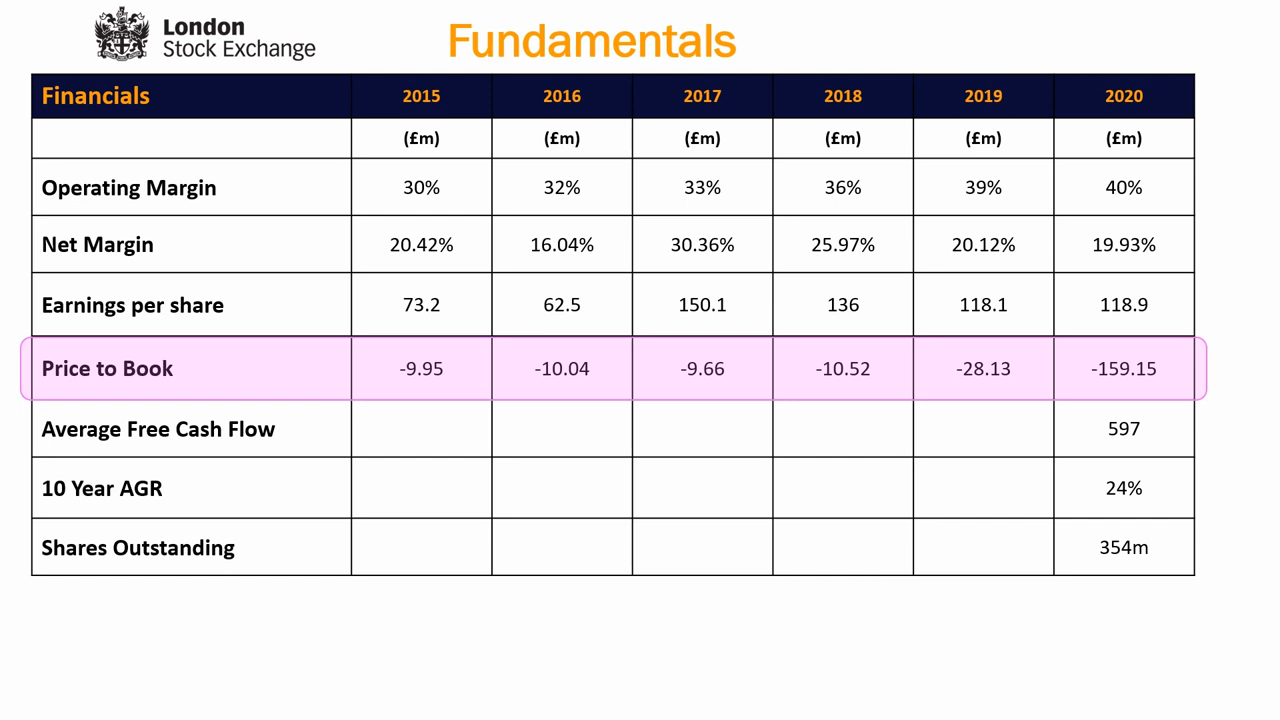 London
Stock Exchange
Fundamentals
Financials 2015 2016 2017 2018 2019 2020
(£m) (£m) (£m) (£m) (£m) (£m)
Operating Margin 30% 32% 33% 36% 39% 40%
Net Margin 20.42% 16.04% 30.36% 25.97% 20.12% 19.93%
Earnings per share 73.2 62.5 150.1 136 118.1 118.9
Price to Book -9.95 -10.04 -9.66 -10.52 -28.13 -159.15
Average Free Cash Flow 597
10 Year AGR 24%
Shares Outstanding 354m